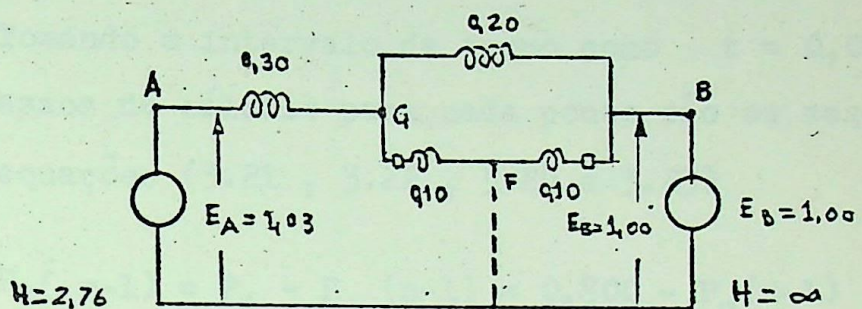 0,20
0,30
A
B
G
F
0,10
0,10
E_A = 1,03
E_B=1,00
E_B=1,00
H=2,76
H=∞